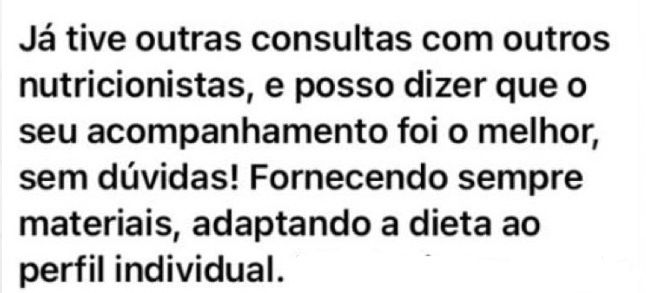 Já tive outras consultas com outros
nutricionistas, e posso dizer que o
seu acompanhamento foi o melhor,
sem dúvidas! Fornecendo sempre
materiais, adaptando a dieta ao
perfil individual.